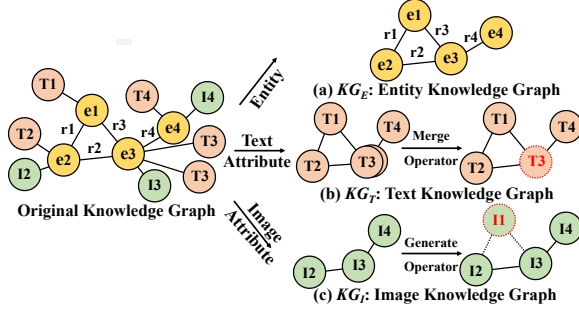 T1
T4
I4
e1
r1
r3
r4
e4
T2
T3
e2
r2
e3
I2
I3
T3
Original Knowledge Graph
Entity
Text
Attribute
Image
Attribute
e1
r1
r3
r4
e4
r2
e2
e3
(a) KG_E: Entity Knowledge Graph
T1
T4
T2
T3
Merge
Operator
T1
T4
T2
T3
(b) KG_T: Text Knowledge Graph
I4
I2
I3
Generate
Operator
I1
I4
I2
I3
(c) KG_I: Image Knowledge Graph